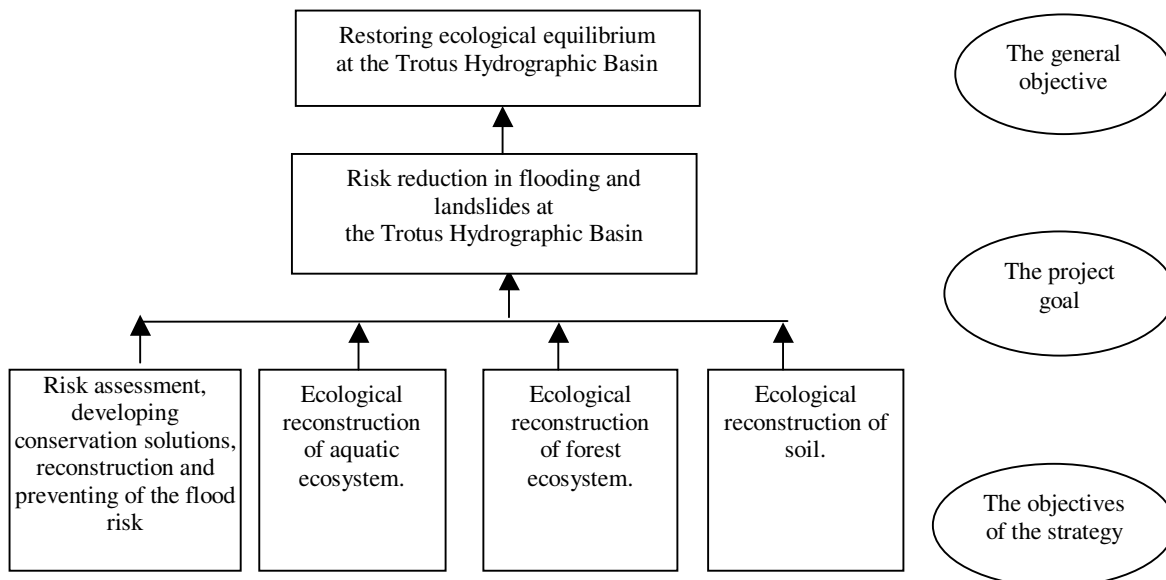 Restoring ecological equilibrium
at the Trotus Hydrographic Basin
The general
objective
Risk reduction in flooding and
landslides at
the Trotus Hydrographic Basin
The project
goal
Risk assessment,
developing
conservation solutions,
reconstruction and
preventing of the flood
risk
Ecological
reconstruction
of aquatic
ecosystem.
Ecological
reconstruction
of forest
ecosystem.
Ecological
reconstruction of
soil.
The objectives
of the strategy